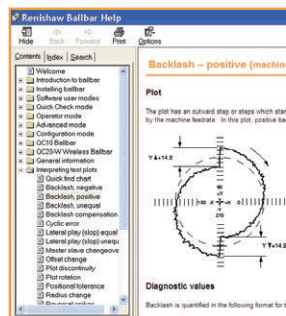 Renishaw Ballbar Help
Hide Back Forward Print Options
Contents Index Search
Welcome
Introduction to ballbar
Installing ballbar
Software user modes
Quick Check mode
Operator mode
Advanced mode
Configuration mode
QC10 Ballbar
QC20-W Wireless Ballbar
General information
Interpreting test plots
Quick find chart
Backlash, negative
Backlash, positive
Backlash, unequal
Backlash compensation
Cyclic error
Lateral play (slop) equal
Lateral play (slop) unequ
Master slave changeove
Offset change
Plot discontinuity
Plot rotation
Positional tolerance
Radius change
Reversal spikes
Backlash – positive (machine
Plot
The plot has an outward step or steps which star
by the machine feedrate. In this plot, positive ba
Diagnostic values
Backlash is quantified in the following format for t